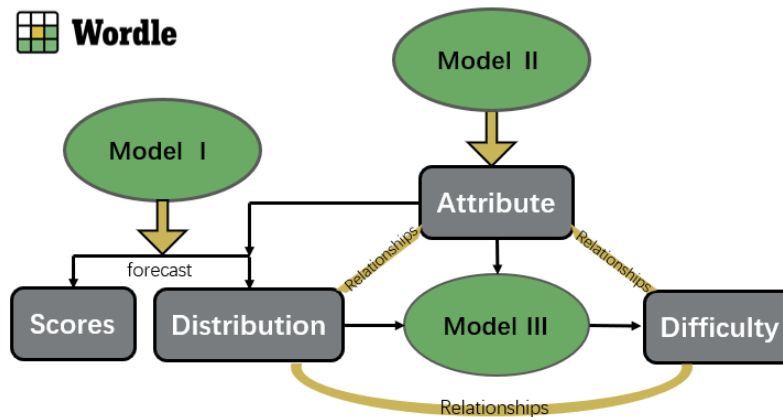 Wordle
Model II
Model I
Attribute
forecast
Relationships
Relationships
Scores
Distribution
Model III
Difficulty
Relationships